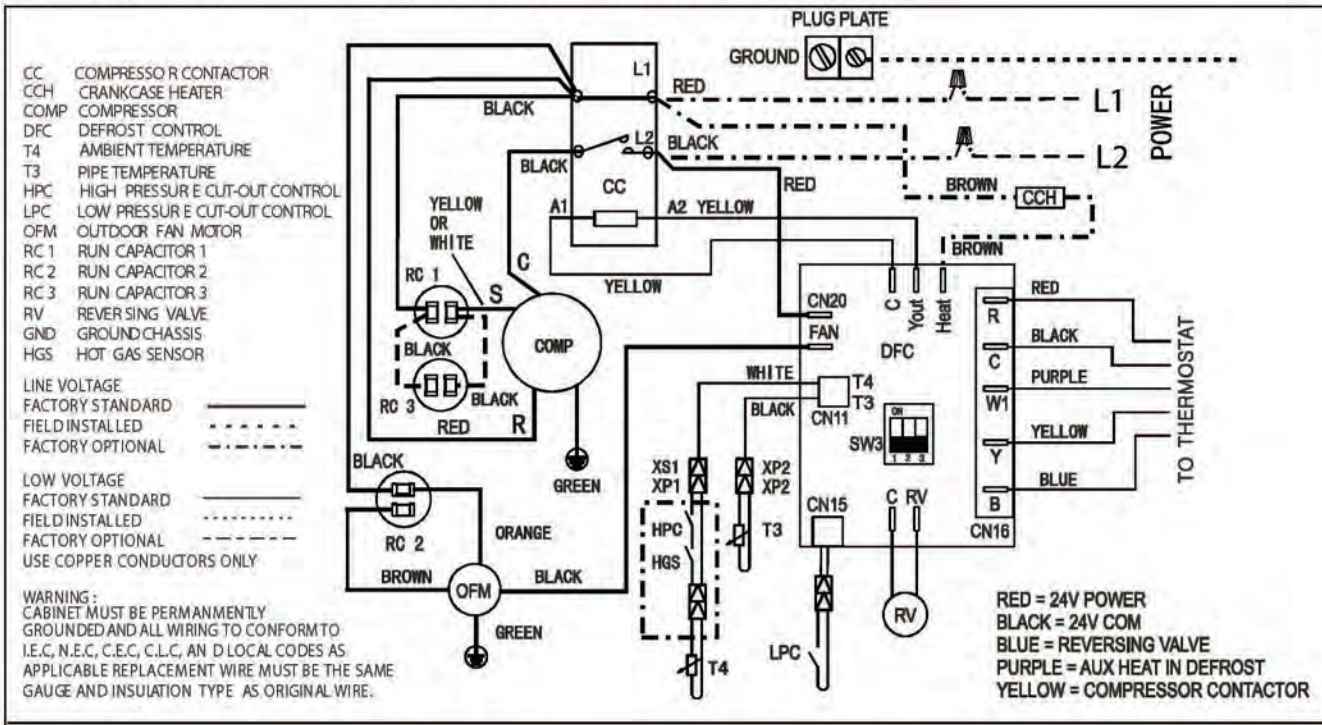 CC COMPRESSO R CONTACTOR
CCH CRANKCASE HEATER
COMP COMPRESSOR
DFC DEFROST CONTROL
T4 AMBIENT TEMPERATURE
T3 PIPE TEMPERATURE
HPC HIGH PRESSUR E CUT-OUT CONTROL
LPC LOW PRESSUR E CUT-OUT CONTROL
OFM OUTDOOR FAN MOTOR
RC 1 RUN CAPACITOR 1
RC 2 RUN CAPACITOR 2
RC 3 RUN CAPACITOR 3
RV REVER SING VALVE
GND GROUND CHASSIS
HGS HOT GAS SENSOR
LINE VOLTAGE
FACTORY STANDARD
FIELD INSTALLED
FACTORY OPTIONAL
LOW VOLTAGE
FACTORY STANDARD
FIELD INSTALLED
FACTORY OPTIONAL
USE COPPER CONDUCTORS ONLY
WARNING :
CABINET MUST BE PERMANMENTLY
GROUNDED AND ALL WIRING TO CONFORM TO
I.E.C, N.E.C, C.E.C, C.L.C, AN D LOCAL CODES AS
APPLICABLE REPLACEMENT WIRE MUST BE THE SAME
GAUGE AND INSULATION TYPE AS ORIGINAL WIRE.
PLUG PLATE
GROUND
L1
RED
L1
BLACK
L2
BLACK
L2
POWER
BLACK
RED
BROWN
CCH
CC
YELLOW
OR
WHITE
A1
A2 YELLOW
BROWN
C
YELLOW
RC 1
S
CN20
C
Yout
Heat
RED
R
FAN
COMP
DFC
BLACK
C
BLACK
WHITE
T4
PURPLE
W1
RC 3
BLACK
BLACK
T3
CN11
RED
R
ON
SW3
1 2 3
YELLOW
Y
TO THERMOSTAT
BLACK
XS1
XP1
XP2
XP2
GREEN
BLUE
B
C RV
CN15
CN16
HPC
T3
RC 2
ORANGE
HGS
BROWN
OFM
BLACK
RV
GREEN
LPC
T4
RED = 24V POWER
BLACK = 24V COM
BLUE = REVERSING VALVE
PURPLE = AUX HEAT IN DEFROST
YELLOW = COMPRESSOR CONTACTOR